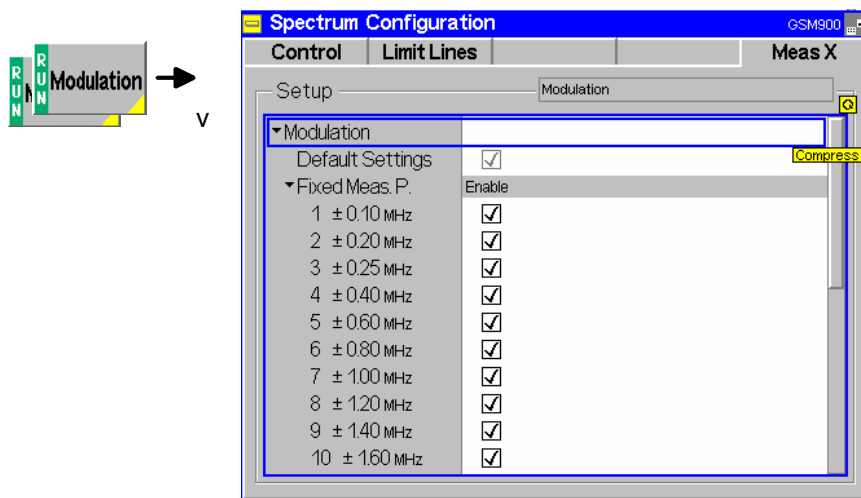 Spectrum Configuration GSM900
Control Limit Lines Meas X
RUN
RUN Modulation
v
Setup Modulation
Modulation
Compress
Default Settings
Fixed Meas. P. Enable
1 ± 0.10 MHz
2 ± 0.20 MHz
3 ± 0.25 MHz
4 ± 0.40 MHz
5 ± 0.60 MHz
6 ± 0.80 MHz
7 ± 1.00 MHz
8 ± 1.20 MHz
9 ± 1.40 MHz
10 ± 1.60 MHz